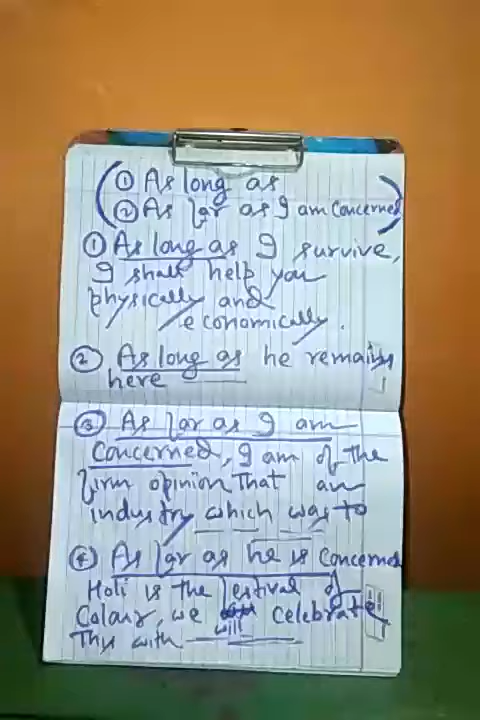 ① As long as
② As far as I am concerned
① As long as I survive,
I shall help you
physically and
economically.
② As long as he remains
here
③ As far as I am
concerned, I am of the
firm opinion that an
industry which was to
④ As far as he is concerned
Holi is the festival of
Colour, we will celebrate
This with